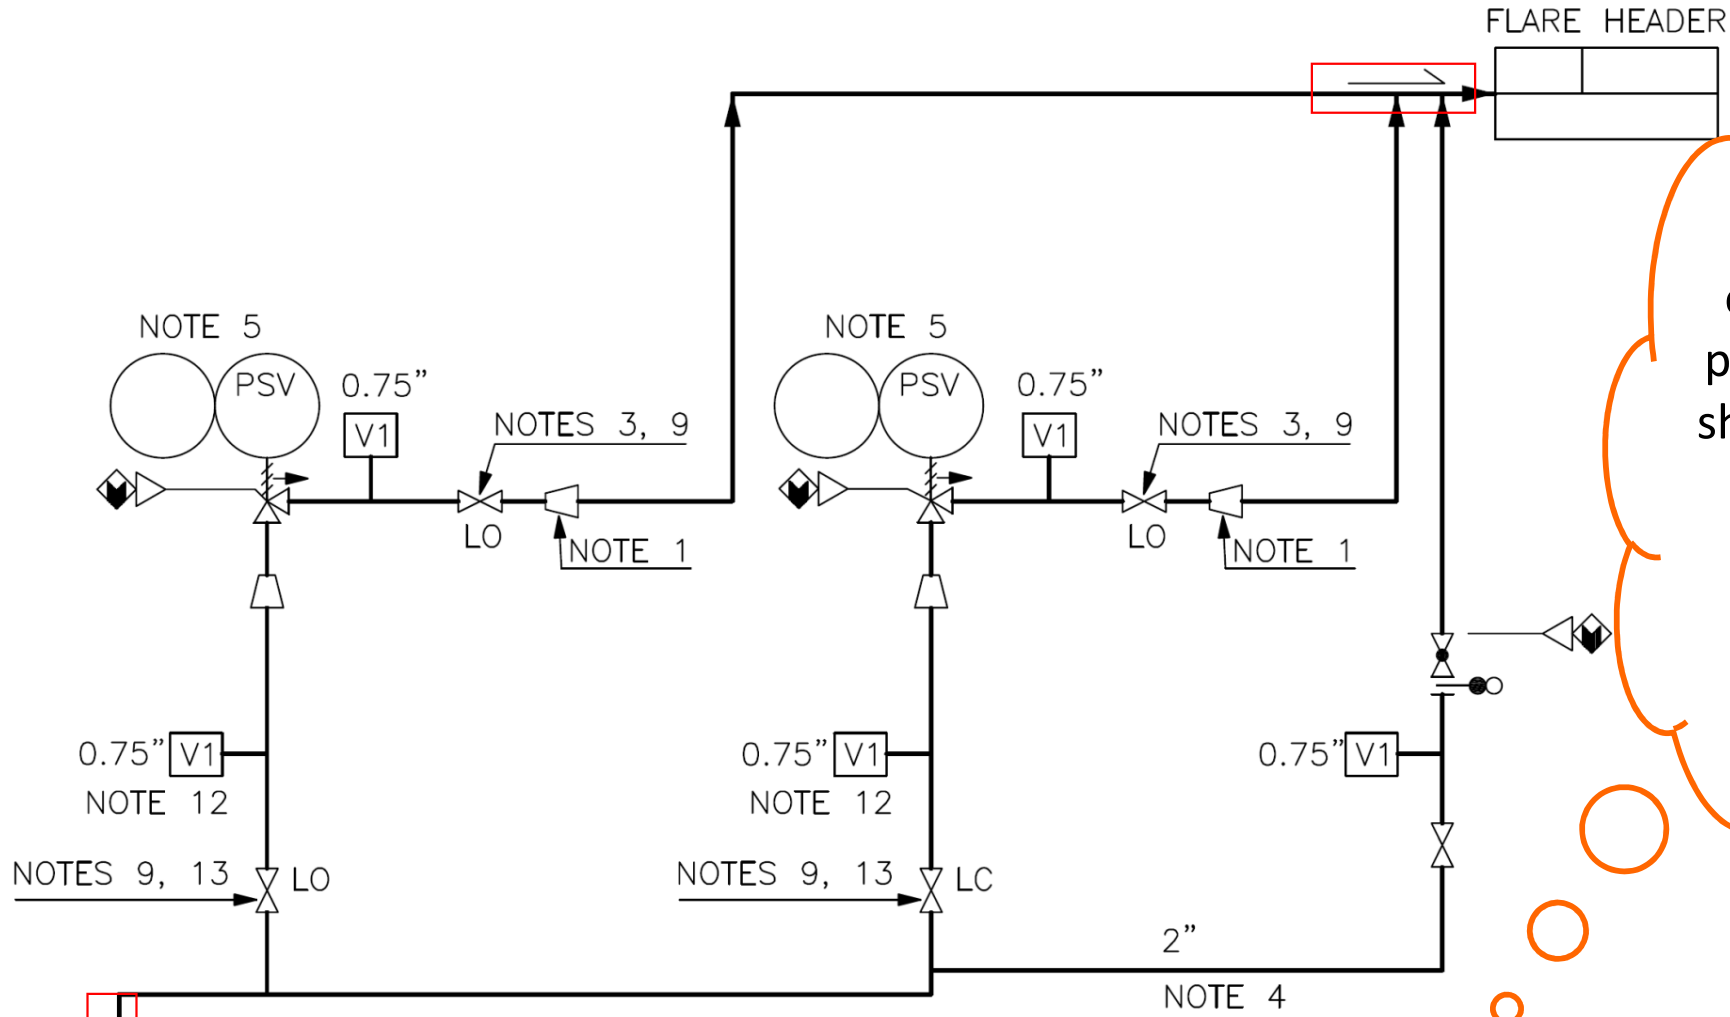 FLARE HEADER
NOTE 5
NOTE 5
PSV
0.75”
PSV
0.75”
V1
NOTES 3, 9
V1
NOTES 3, 9
LO
NOTE 1
LO
NOTE 1
0.75” V1
NOTE 12
0.75” V1
NOTE 12
0.75” V1
NOTES 9, 13
LO
NOTES 9, 13
LC
2”
NOTE 4